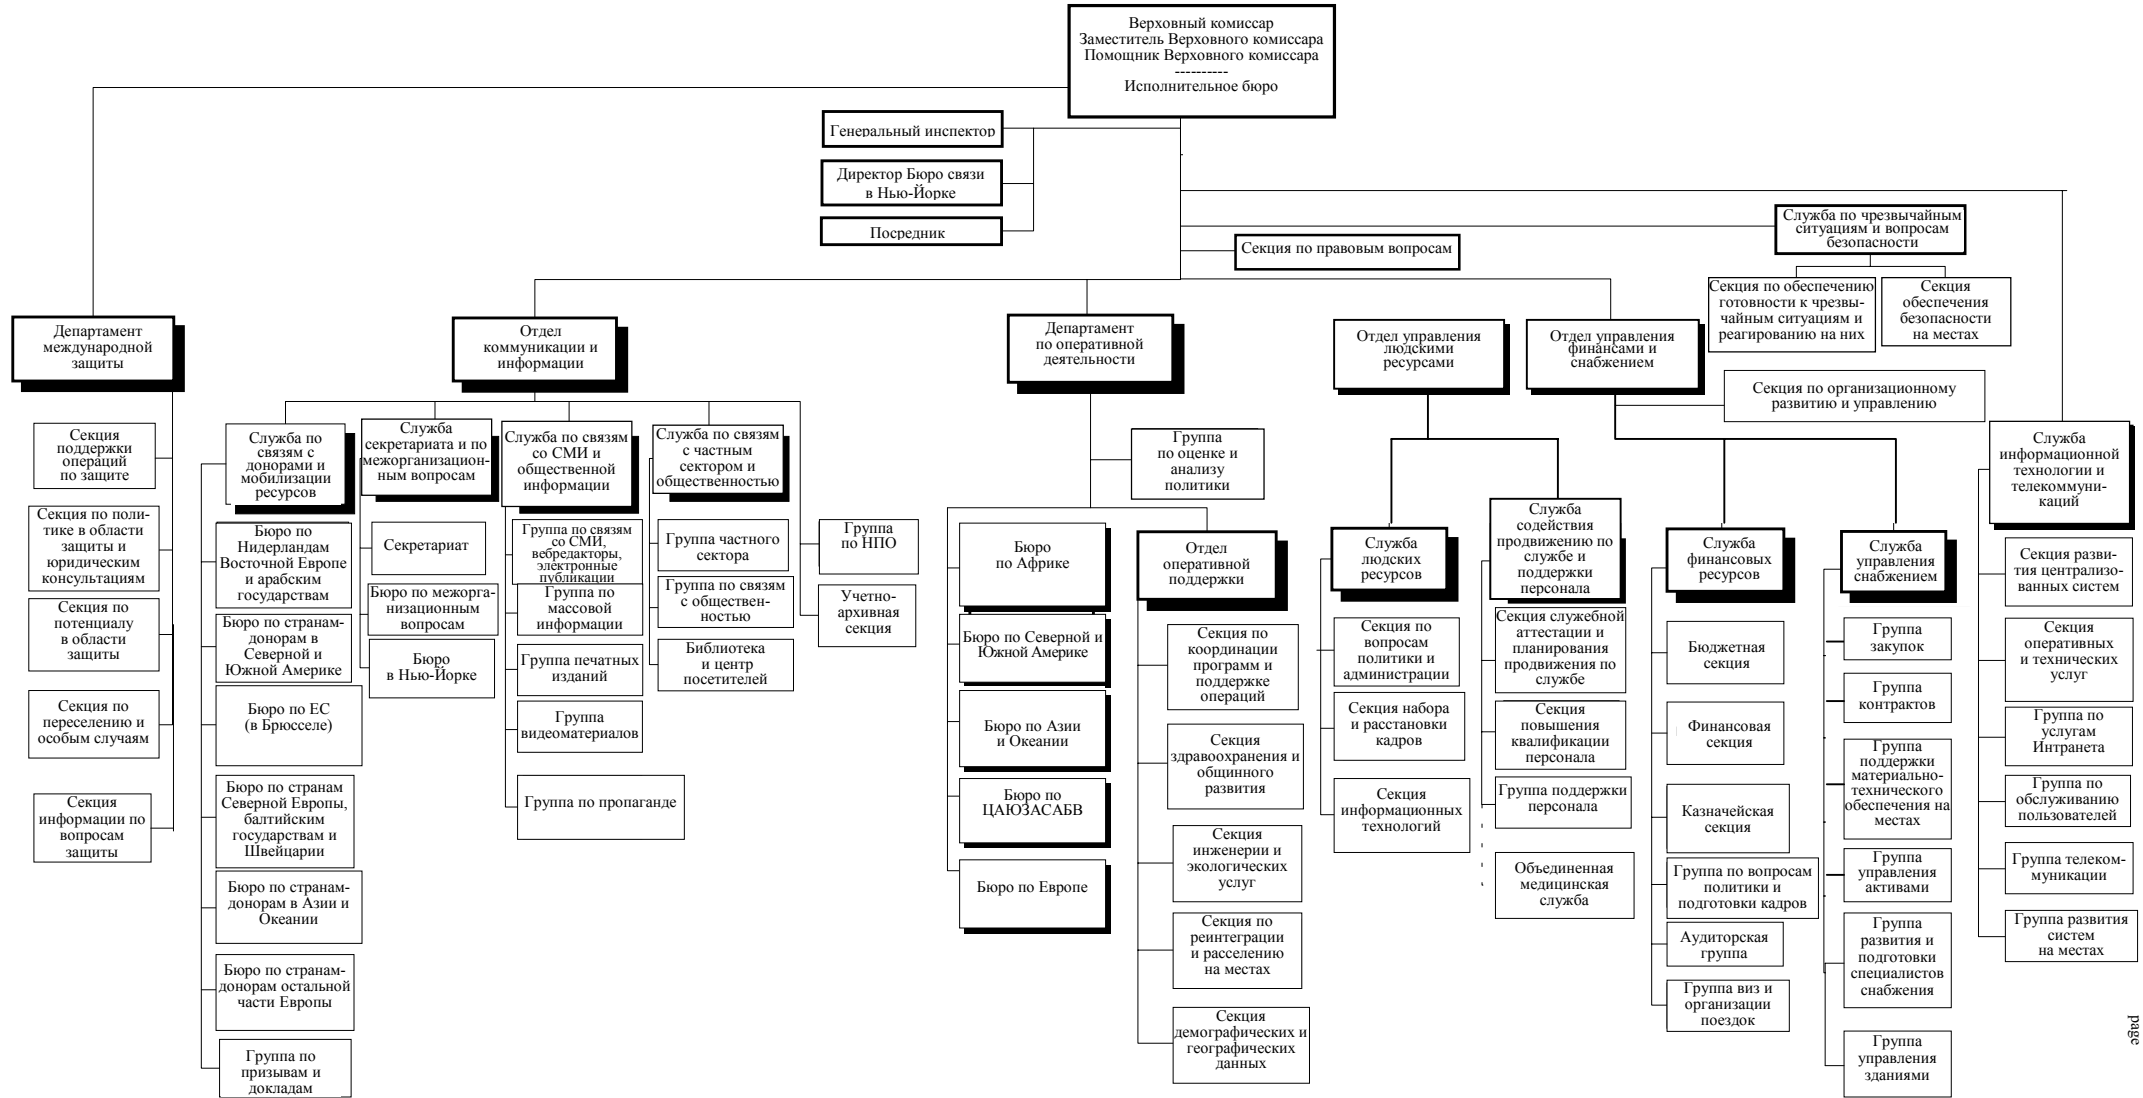 Верховный комиссар
Заместитель Верховного комиссара
Помощник Верховного комиссара
----------
Исполнительное бюро
Генеральный инспектор
Директор Бюро связи
в Нью-Йорке
Посредник
Секция по правовым вопросам
Служба по чрезвычайным
ситуациям и вопросам
безопасности
Секция по обеспечению
готовности к чрезвы-
чайным ситуациям и
реагированию на них
Секция
обеспечения
безопасности
на местах
Департамент
международной
защиты
Секция
поддержки
операций
по защите
Секция по поли-
тике в области
защиты и
юридическим
консультациям
Секция по
потенциалу
в области
защиты
Секция по
переселению и
особым случаям
Секция
информации по
вопросам
защиты
Отдел
коммуникации и
информации
Служба по
связям с
донорами и
мобилизации
ресурсов
Бюро по
Нидерландам
Восточной Европе
и арабским
государствам
Бюро по странам-
донорам в
Северной и
Южной Америке
Бюро по ЕС
(в Брюсселе)
Бюро по странам
Северной Европы,
балтийским
государствам и
Швейцарии
Бюро по странам-
донорам в Азии и
Океании
Бюро по странам-
донорам остальной
части Европы
Группа по
призывам и
докладам
Служба
секретариата и по
межорганизацион-
ным вопросам
Секретариат
Бюро по межорга-
низационным
вопросам
Бюро
в Нью-Йорке
Служба по связям
со СМИ и
общественной
информации
Группа по связям
со СМИ,
вебредакторы,
электронные
публикации
Группа по
массовой
информации
Группа печатных
изданий
Группа
видеоматериалов
Группа по пропаганде
Служба по связям
с частным
сектором и
общественностью
Группа частного
сектора
Группа по связям
с обществен-
ностью
Библиотека
и центр
посетителей
Группа
по НПО
Учетно-
архивная
секция
Департамент
по оперативной
деятельности
Группа
по оценке и
анализу
политики
Бюро
по Африке
Бюро по Северной и
Южной Америке
Бюро по Азии
и Океании
Бюро по
ЦАЮЗАСАБВ
Бюро по Европе
Отдел
оперативной
поддержки
Секция по
координации
программ и
поддержке
операций
Секция
здравоохранения и
общинного
развития
Секция
инженерии и
экологических
услуг
Секция по
реинтеграции
и расселению
на местах
Секция
демографических и
географических
данных
Отдел управления
людскими
ресурсами
Служба
людских
ресурсов
Секция по
вопросам
политики и
администрации
Секция набора
и расстановки
кадров
Секция
информационных
технологий
Служба
содействия
продвижению по
службе и
поддержки
персонала
Секция служебной
аттестации и
планирования
продвижения по
службе
Секция
повышения
квалификации
персонала
Группа поддержки
персонала
Объединенная
медицинская
служба
Отдел управления
финансами и
снабжением
Секция по организационному
развитию и управлению
Служба
финансовых
ресурсов
Бюджетная
секция
Финансовая
секция
Казначейская
секция
Группа по вопросам
политики и
подготовки кадров
Аудиторская
группа
Группа виз и
организации
поездок
Служба
управления
снабжением
Группа
закупок
Группа
контрактов
Группа
поддержки
материально-
технического
обеспечения на
местах
Группа
управления
активами
Группа
развития и
подготовки
специалистов
снабжения
Группа
управления
зданиями
Служба
информационной
технологии и
телекоммуни-
каций
Секция разви-
тия централизо-
ванных систем
Секция
оперативных
и технических
услуг
Группа по
услугам
Интранета
Группа по
обслуживанию
пользователей
Группа телеком-
муникации
Группа развития
систем
на местах
page